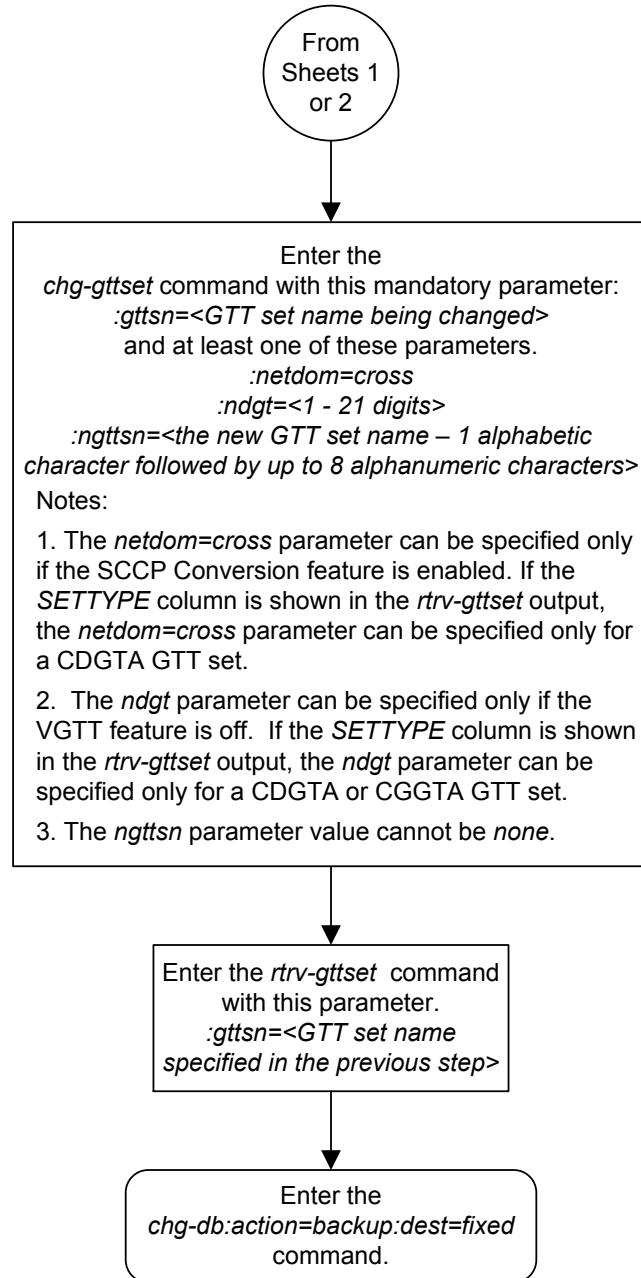 From
Sheets 1
or 2
Enter the
chg-gttset command with this mandatory parameter:
:gttsn=<GTT set name being changed>
and at least one of these parameters.
:netdom=cross
:ndgt=<1 - 21 digits>
:ngttsn=<the new GTT set name – 1 alphabetic
character followed by up to 8 alphanumeric characters>
Notes:
1. The netdom=cross parameter can be specified only
if the SCCP Conversion feature is enabled. If the
SETTYPE column is shown in the rtrv-gttset output,
the netdom=cross parameter can be specified only for
a CDGTA GTT set.
2.  The ndgt parameter can be specified only if the
VGTT feature is off.  If the SETTYPE column is shown
in the rtrv-gttset output, the ndgt parameter can be
specified only for a CDGTA or CGGTA GTT set.
3. The ngttsn parameter value cannot be none.
Enter the rtrv-gttset  command
with this parameter.
:gttsn=<GTT set name
specified in the previous step>
Enter the
chg-db:action=backup:dest=fixed
command.